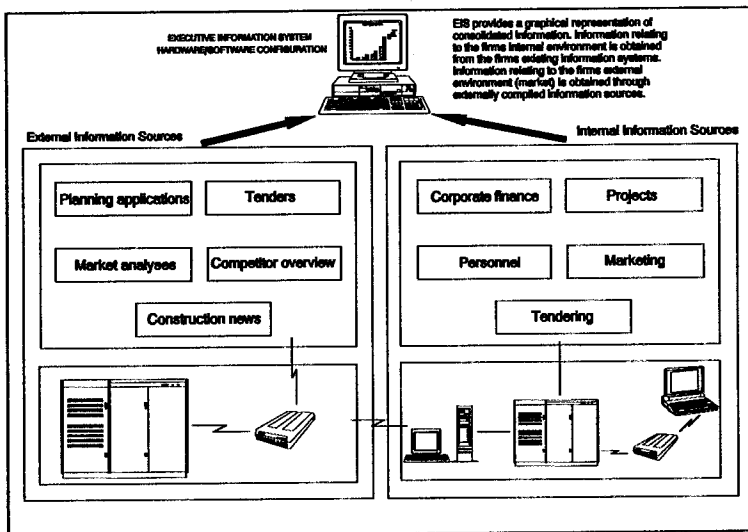 EXECUTIVE INFORMATION SYSTEM
HARDWARE/SOFTWARE CONFIGURATION
EIS provides a graphical representation of
consolidated information. Information relating
to the firms internal environment is obtained
from the firms existing information systems.
Information relating to the firms external
environment (market) is obtained through
externally compiled information sources.
External Information Sources
Internal Information Sources
Planning applications
Tenders
Market analyses
Competitor overview
Construction news
Corporate finance
Projects
Personnel
Marketing
Tendering